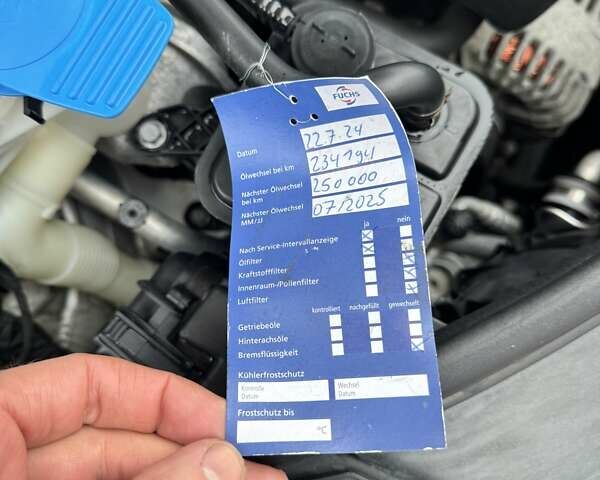 FUCHS
Datum 22.7.24
Ölwechsel bei km 234194
Nächster Ölwechsel bei km 250000
Nächster Ölwechsel MM/JJ 07/2025
ja nein
Nach Service-Intervallanzeige
Ölfilter
Kraftstofffilter
Innenraum-/Pollenfilter
Luftfilter
kontrolliert nachgefüllt gewechselt
Getriebeöle
Hinterachsöle
Bremsflüssigkeit
Kühlerfrostschutz
Kontrolle Datum Wechsel Datum
Frostschutz bis
°C